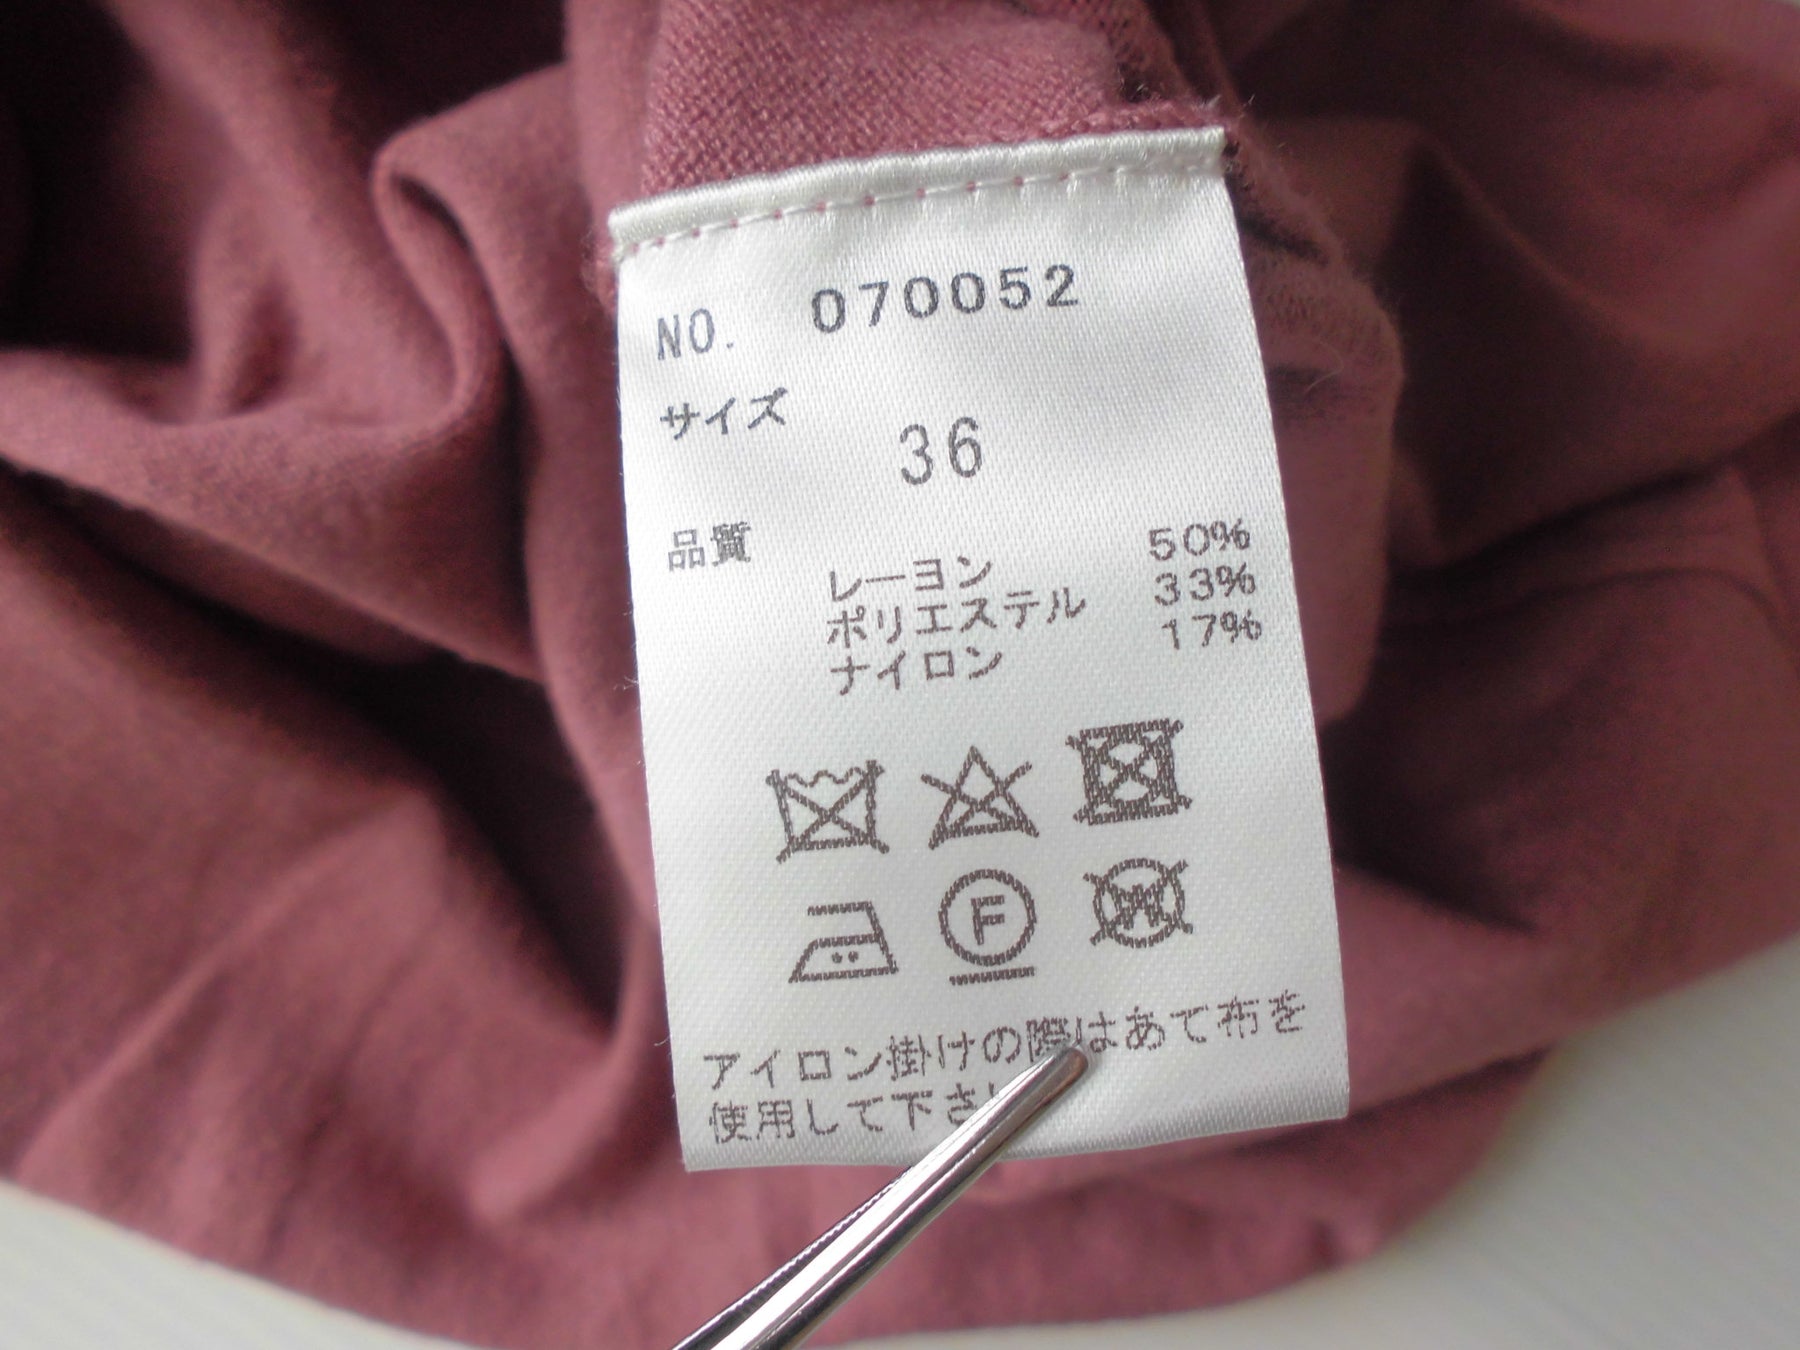 NO. 070052
サイズ 36
品質
レーヨン 50%
ポリエステル 33%
ナイロン 17%
F
W
アイロン掛けの際はあて布を
使用して下さ